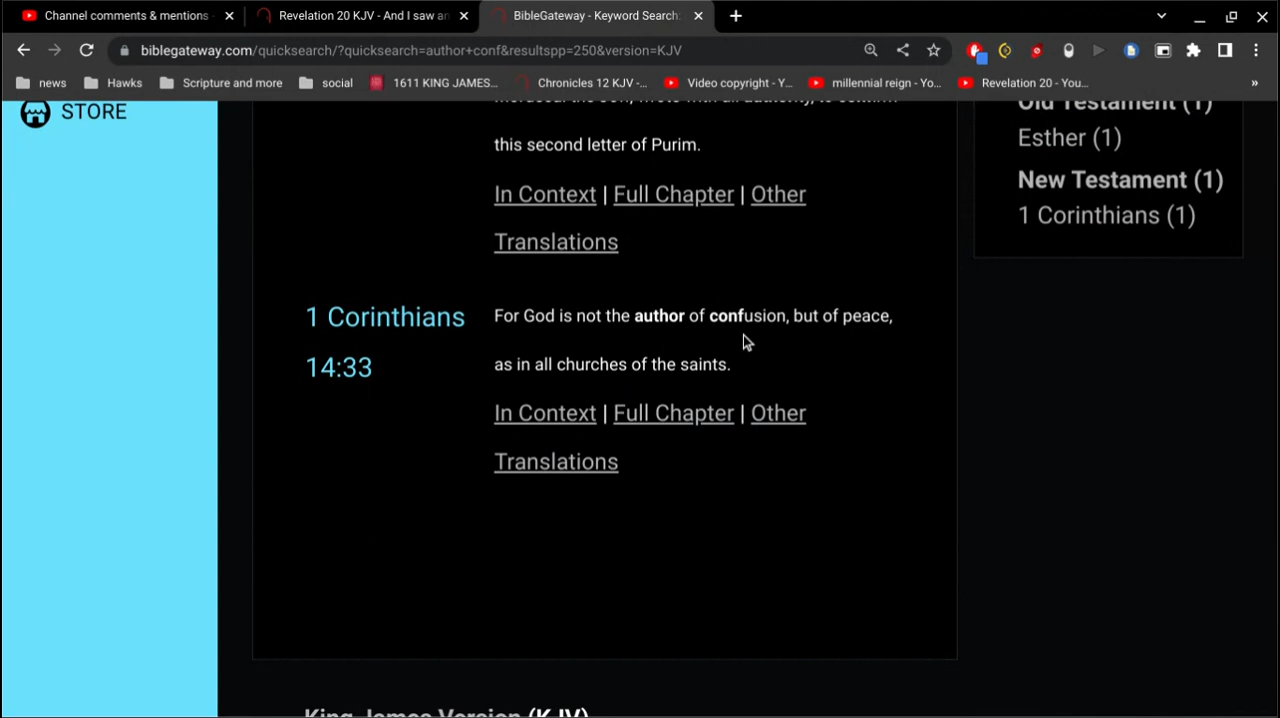 Channel comments & mentions
Revelation 20 KJV - And I saw an
BibleGateway - Keyword Search:
biblegateway.com/quicksearch/?quicksearch=author+conf&resultspp=250&version=KJV
news
Hawks
Scripture and more
social
1611 KING JAMES...
Chronicles 12 KJV -...
Video copyright - Y...
millennial reign - Yo...
Revelation 20 - You...
»
STORE
this second letter of Purim.
In Context | Full Chapter | Other
Translations
1 Corinthians
14:33
For God is not the author of confusion, but of peace,
as in all churches of the saints.
In Context | Full Chapter | Other
Translations
Old Testament (1)
Esther (1)
New Testament (1)
1 Corinthians (1)
King James Version (KJV)